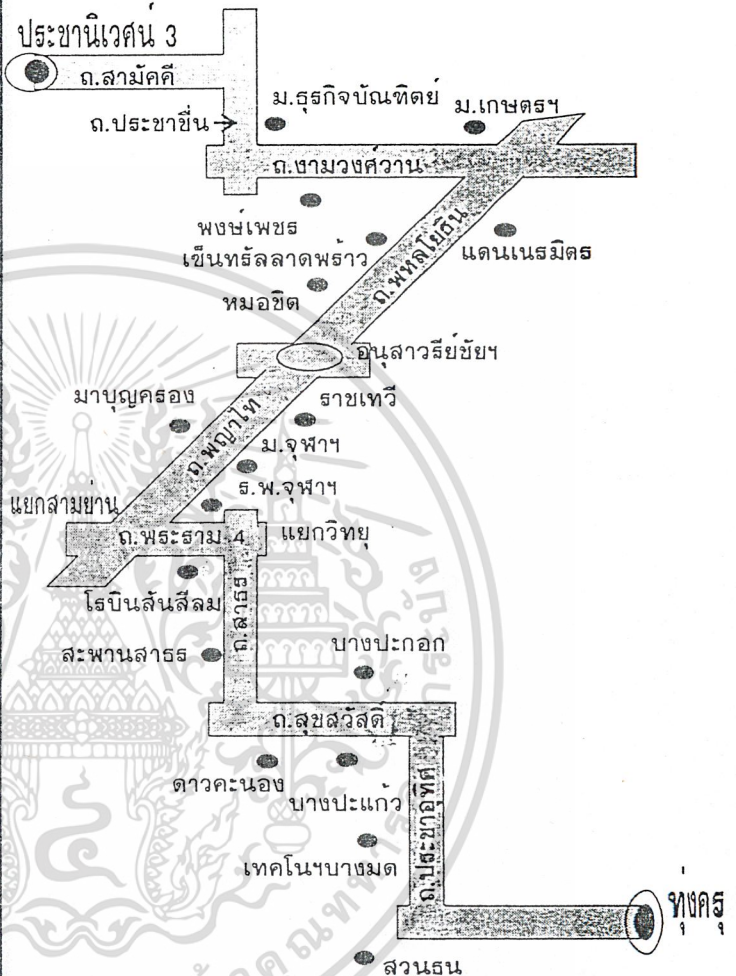 ประชานิเวศน์ 3
ถ.สามัคคี
ถ.ประชาชื่น
ม.ธุรกิจบัณฑิตย์
ม.เกษตรฯ
ถ.งามวงศ์วาน
พงษ์เพชร
เซ็นทรัลลาดพร้าว
ถ.พหลโยธิน
แดนเนรมิตร
หมอชิต
อนุสาวรีย์ชัยฯ
มาบุญครอง
ราชเทวี
ถ.พญาไท
ม.จุฬาฯ
ร.พ.จุฬาฯ
แยกสามย่าน
ถ.พระราม 4
แยกวิทยุ
โรบินสันสีลม
ถ.สาธร
สะพานสาธร
บางปะกอก
ถ.สุขสวัสดิ์
ดาวคะนอง
บางปะแก้ว
ถ.ประชาอุทิศ
เทคโนฯบางมด
ทุ่งครุ
สวนธน